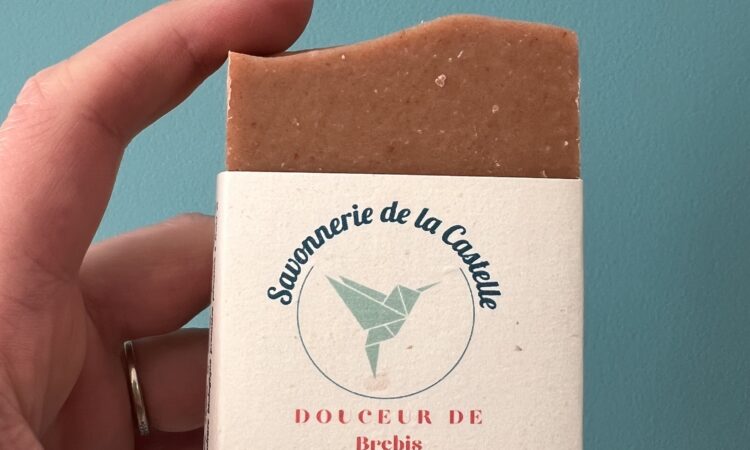 Savonnerie de la Castelle
DOUCEUR DE
Brebis